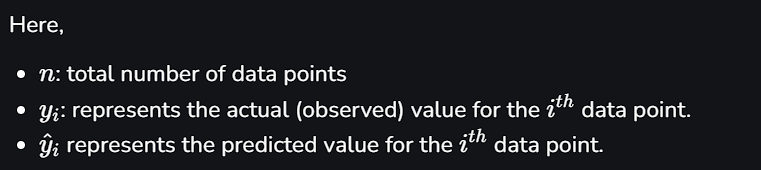 Here,
• n: total number of data points
• yᵢ: represents the actual (observed) value for the iᵗʰ data point.
• ŷᵢ represents the predicted value for the iᵗʰ data point.